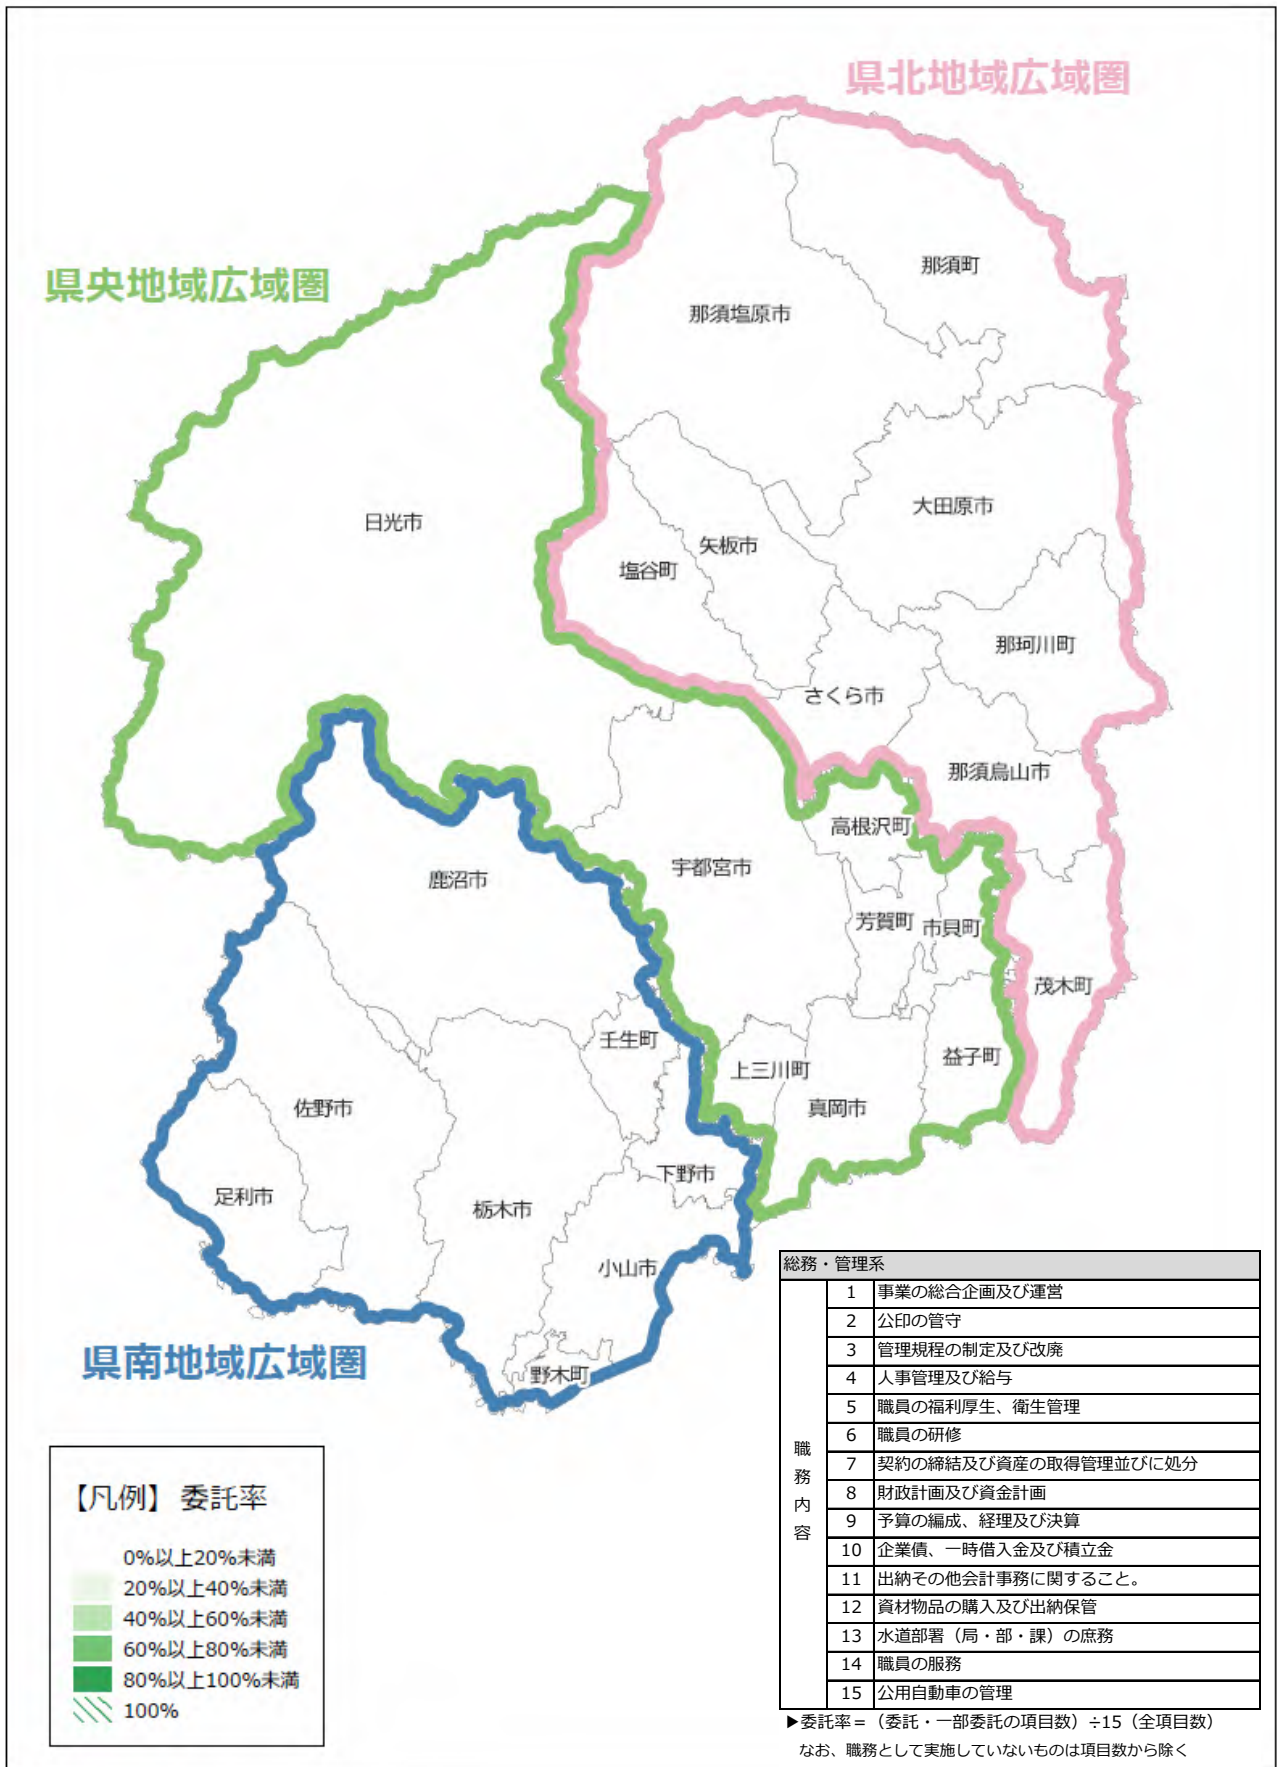 県北地域広域圏
県央地域広域圏
那須町
那須塩原市
大田原市
日光市
矢板市
塩谷町
那珂川町
さくら市
那須烏山市
高根沢町
宇都宮市
鹿沼市
芳賀町
市貝町
茂木町
壬生町
上三川町
益子町
佐野市
真岡市
下野市
足利市
栃木市
小山市
野木町
県南地域広域圏
【凡例】 委託率
0%以上20%未満
20%以上40%未満
40%以上60%未満
60%以上80%未満
80%以上100%未満
100%
総務・管理系
職務内容
1 事業の総合企画及び運営
2 公印の管守
3 管理規程の制定及び改廃
4 人事管理及び給与
5 職員の福利厚生、衛生管理
6 職員の研修
7 契約の締結及び資産の取得管理並びに処分
8 財政計画及び資金計画
9 予算の編成、経理及び決算
10 企業債、一時借入金及び積立金
11 出納その他会計事務に関すること。
12 資材物品の購入及び出納保管
13 水道部署（局・部・課）の庶務
14 職員の服務
15 公用自動車の管理
▶委託率＝（委託・一部委託の項目数）÷15（全項目数）
なお、職務として実施していないものは項目数から除く